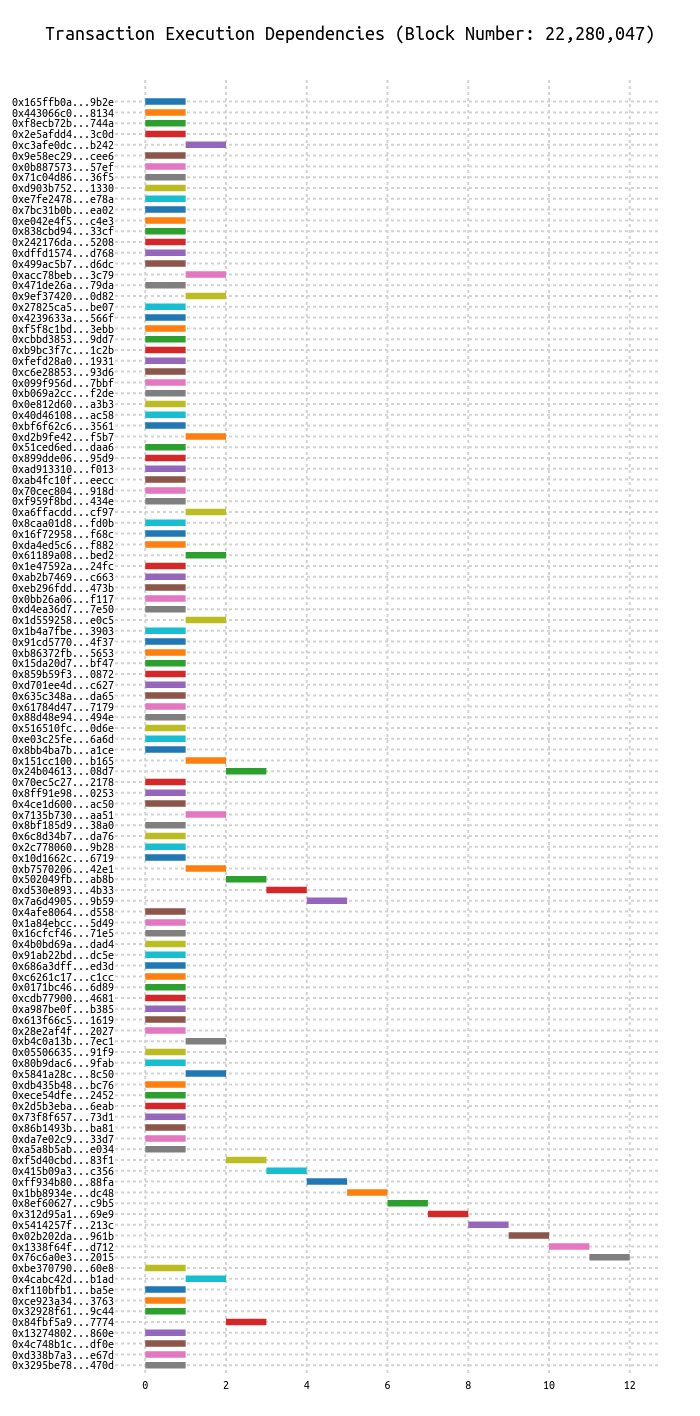 Transaction Execution Dependencies (Block Number: 22,280,047)
0x165ffb0a...9b2e
0x443066c0...8134
0xf8ecb72b...744a
0x2e5afdd4...3c0d
0xc3afe0dc...b242
0x9e58ec29...cee6
0x0b887573...57ef
0x71c04d86...36f5
0xd903b752...1330
0xe7fe2478...e78a
0x7bc31b0b...ea02
0xe042e4f5...c4e3
0x838cbd94...33cf
0x242176da...5208
0xdffd1574...d768
0x499ac5b7...d6dc
0xacc78beb...3c79
0x471de26a...79da
0x9ef37420...0d82
0x27825ca5...be07
0x4239633a...566f
0xf5f8c1bd...3ebb
0xcbbd3853...9dd7
0xb9bc3f7c...1c2b
0xfefd28a0...1931
0xc6e28853...93d6
0x099f956d...7bbf
0xb069a2cc...f2de
0x0e812d60...a3b3
0x40d46108...ac58
0xbf6f62c6...3561
0xd2b9fe42...f5b7
0x51ced6ed...daa6
0x899dde06...95d9
0xad913310...f013
0xab4fc10f...eecc
0x70cec804...918d
0xf959f8bd...434e
0xa6ffacdd...cf97
0x8caa01d8...fd0b
0x16f72958...f68c
0xda4ed5c6...f882
0x61189a08...bed2
0x1e47592a...24fc
0xab2b7469...c663
0xeb296fdd...473b
0x0bb26a06...f117
0xd4ea36d7...7e50
0x1d559258...e0c5
0x1b4a7fbe...3903
0x91cd5770...4f37
0xb86372fb...5653
0x15da20d7...bf47
0x859b59f3...0872
0xd701ee4d...c627
0x635c348a...da65
0x61784d47...7179
0x88d48e94...494e
0x516510fc...0d6e
0xe03c25fe...6a6d
0x8bb4ba7b...a1ce
0x151cc100...b165
0x24b04613...08d7
0x70ec5c27...2178
0x8ff91e98...0253
0x4ce1d600...ac50
0x7135b730...aa51
0x8bf185d9...38a0
0x6c8d34b7...da76
0x2c778060...9b28
0x10d1662c...6719
0xb7570206...42e1
0x502049fb...ab8b
0xd530e893...4b33
0x7a6d4905...9b59
0x4afe8064...d558
0x1a84ebcc...5d49
0x16cfcf46...71e5
0x4b0bd69a...dad4
0x91ab22bd...dc5e
0x686a3dff...ed3d
0xc6261c17...c1cc
0x0171bc46...6d89
0xcdb77900...4681
0xa987be0f...b385
0x613f66c5...1619
0x28e2af4f...2027
0xb4c0a13b...7ec1
0x05506635...91f9
0x80b9dac6...9fab
0x5841a28c...8c50
0xdb435b48...bc76
0xece54dfe...2452
0x2d5b3eba...6eab
0x73f8f657...73d1
0x86b1493b...ba81
0xda7e02c9...33d7
0xa5a8b5ab...e034
0xf5d40cbd...83f1
0x415b09a3...c356
0xff934b80...88fa
0x1bb8934e...dc48
0x8ef60627...c9b5
0x312d95a1...69e9
0x5414257f...213c
0x02b202da...961b
0x1338f64f...d712
0x76c6a0e3...2015
0xbe370790...60e8
0x4cabc42d...b1ad
0xf110bfb1...ba5e
0xce923a34...3763
0x32928f61...9c44
0x84fbf5a9...7774
0x13274802...860e
0x4c748b1c...df0e
0xd338b7a3...e67d
0x3295be78...470d
0 2 4 6 8 10 12